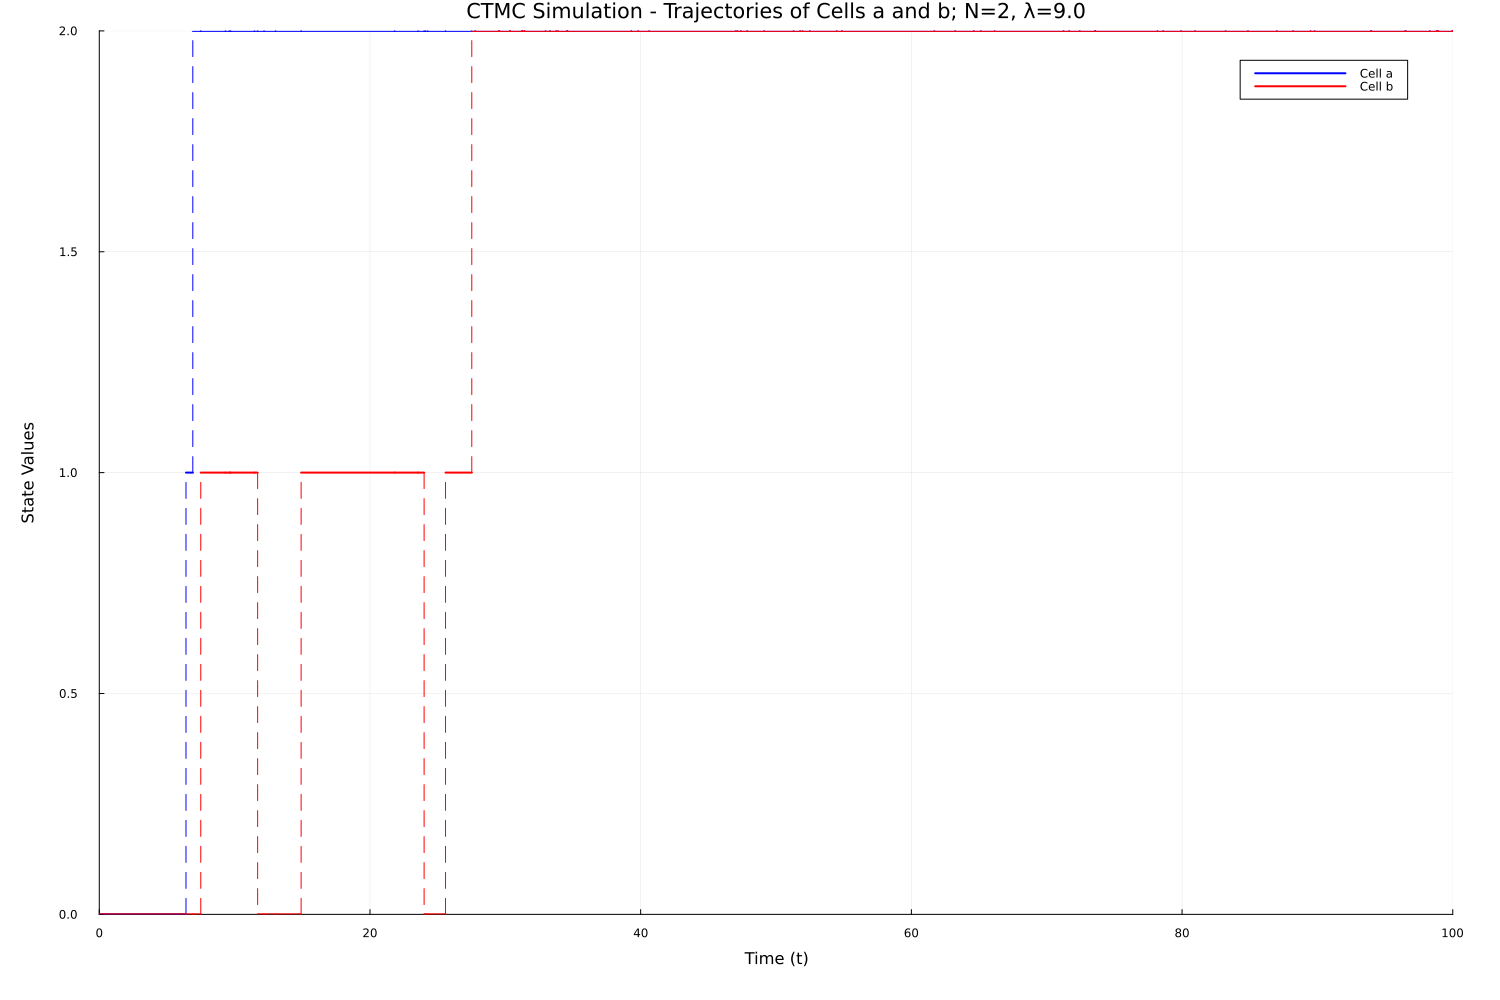 CTMC Simulation - Trajectories of Cells a and b; N=2, λ=9.0
Cell a
Cell b
State Values
2.0
1.5
1.0
0.5
0.0
0 20 40 60 80 100
Time (t)